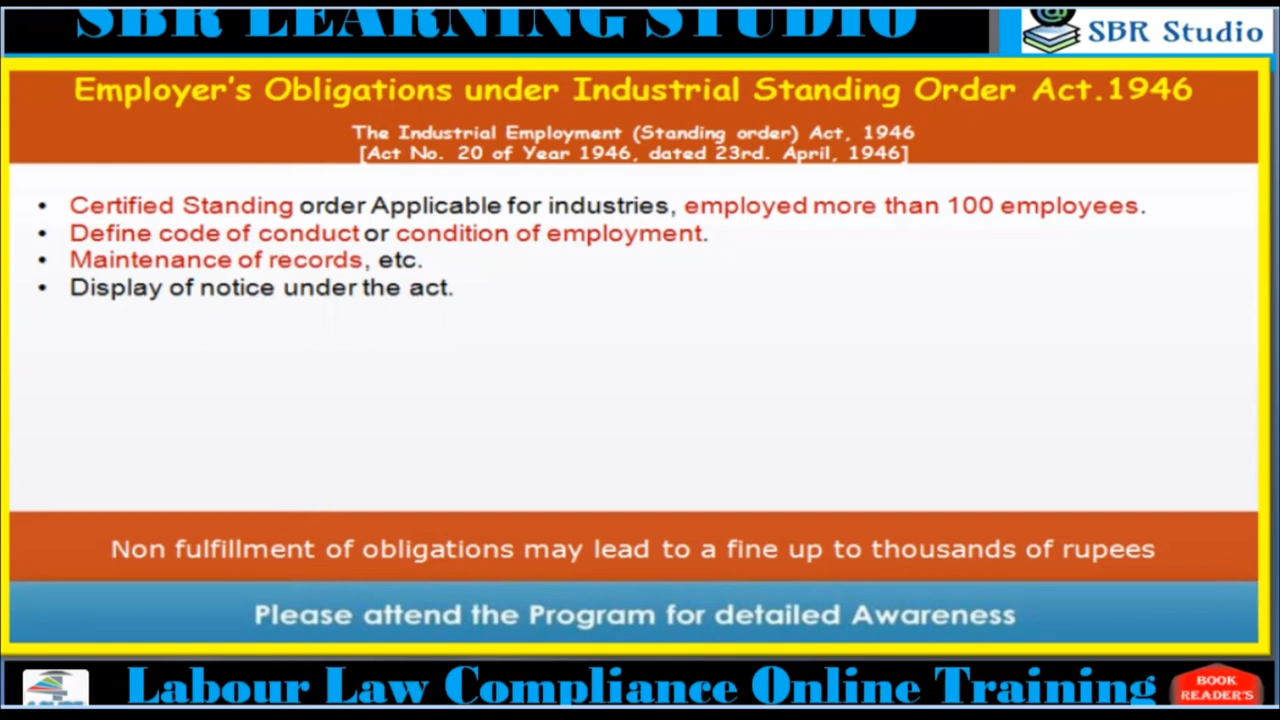 SBR LEARNING STUDIO
SBR Studio
Employer's Obligations under Industrial Standing Order Act.1946
The Industrial Employment (Standing order) Act, 1946
[Act No. 20 of Year 1946, dated 23rd. April, 1946]
• Certified Standing order Applicable for industries, employed more than 100 employees.
• Define code of conduct or condition of employment.
• Maintenance of records, etc.
• Display of notice under the act.
Non fulfillment of obligations may lead to a fine up to thousands of rupees
Please attend the Program for detailed Awareness
Labour Law Compliance Online Training
BOOK
READER'S